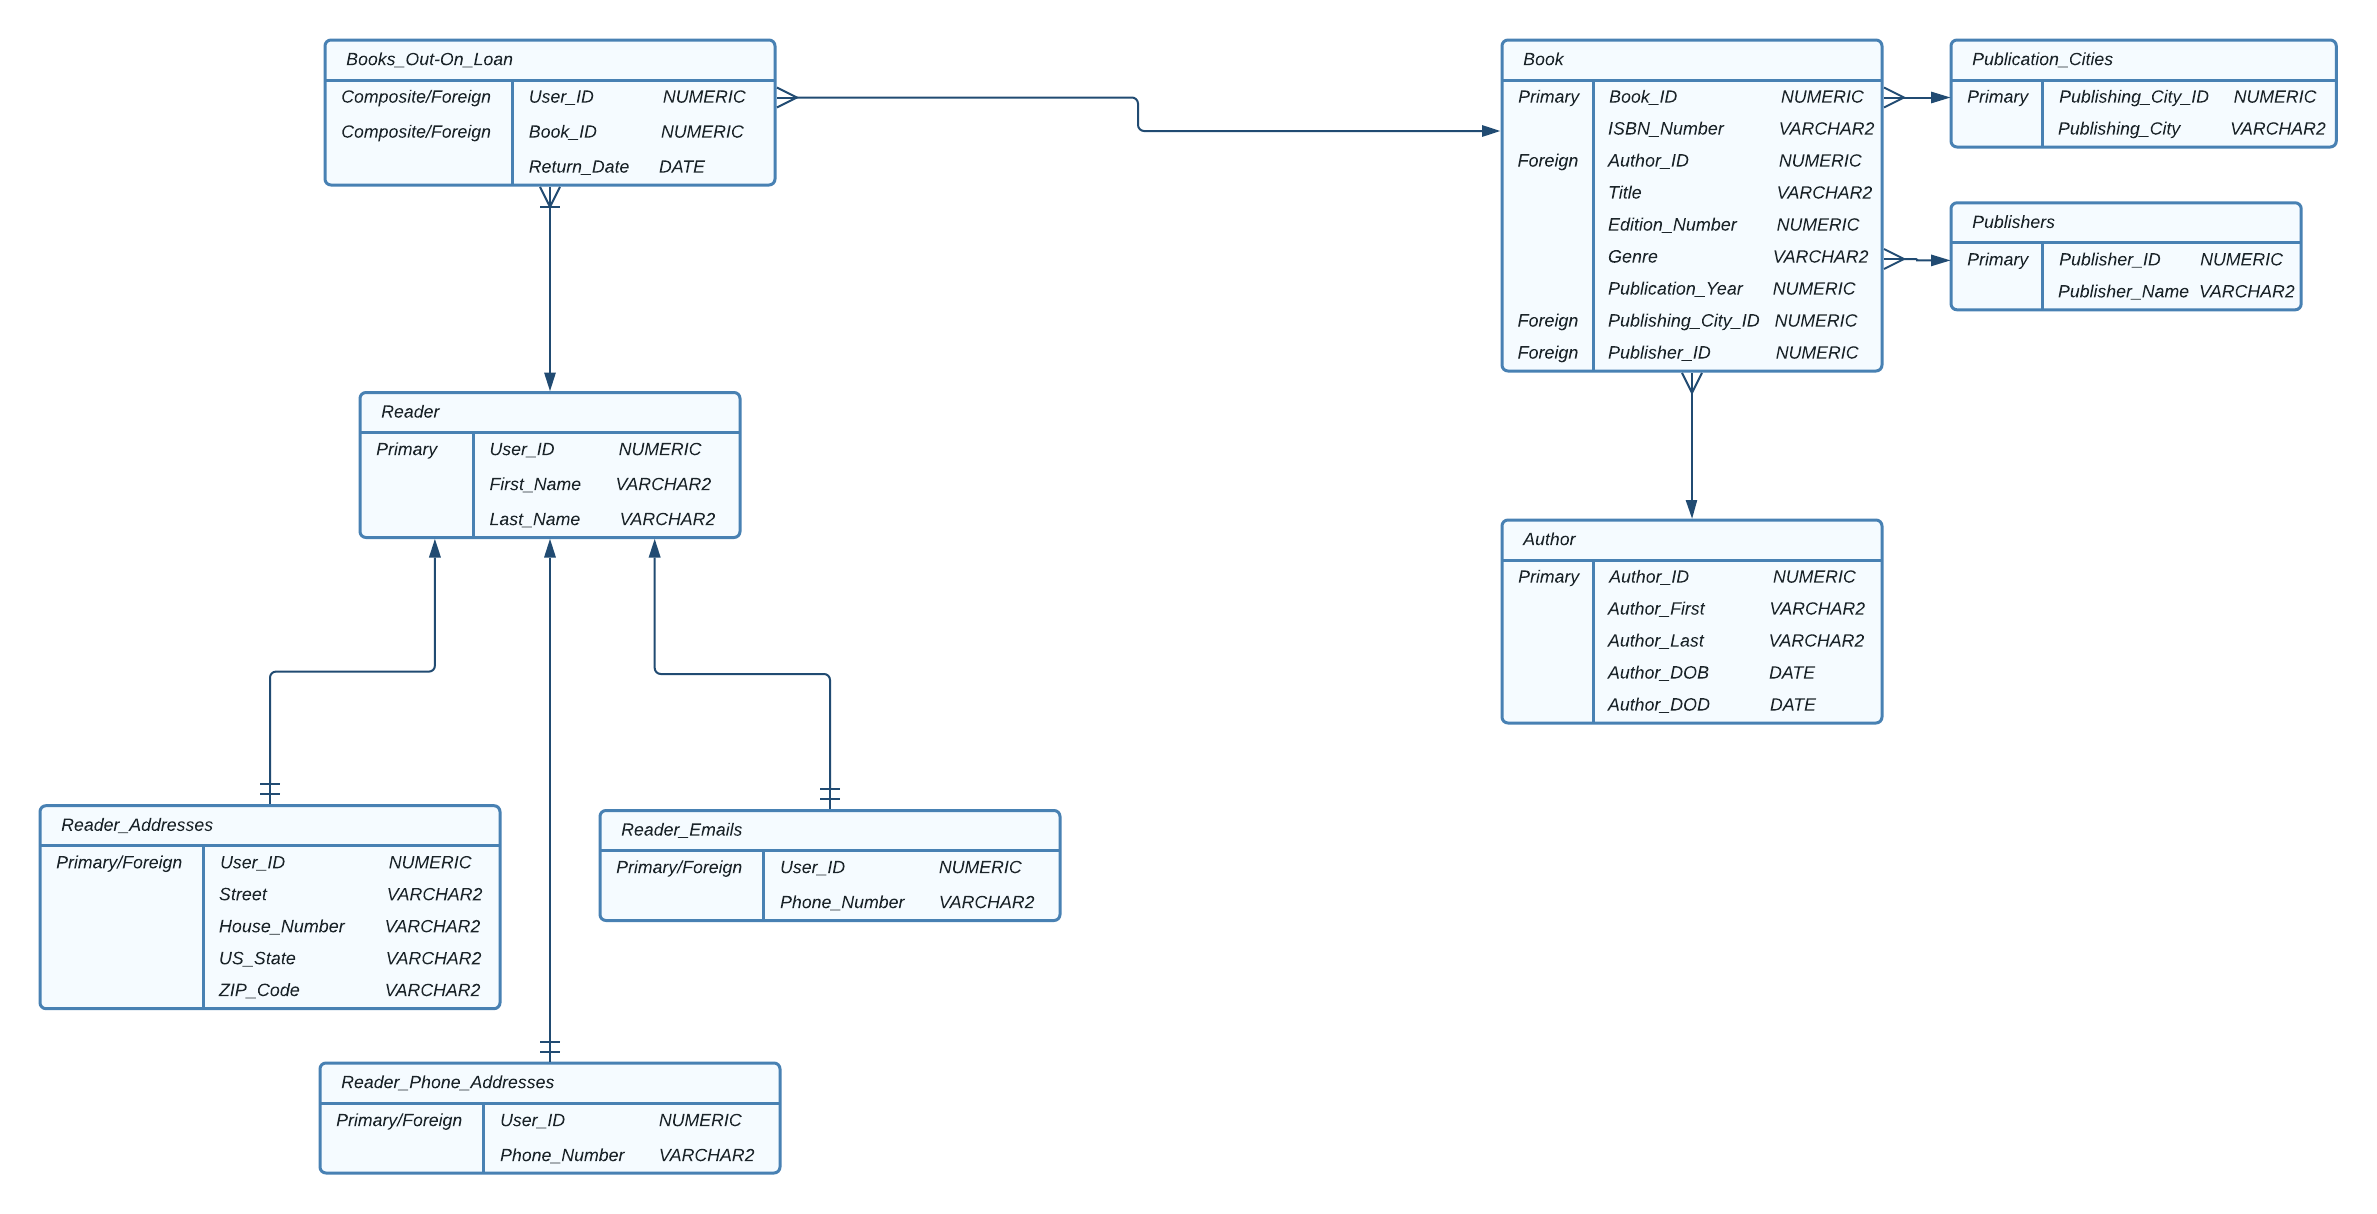 Books_Out-On_Loan
Composite/Foreign User_ID NUMERIC
Composite/Foreign Book_ID NUMERIC
Return_Date DATE
Book
Primary Book_ID NUMERIC
ISBN_Number VARCHAR2
Foreign Author_ID NUMERIC
Title VARCHAR2
Edition_Number NUMERIC
Genre VARCHAR2
Publication_Year NUMERIC
Foreign Publishing_City_ID NUMERIC
Foreign Publisher_ID NUMERIC
Publication_Cities
Primary Publishing_City_ID NUMERIC
Publishing_City VARCHAR2
Publishers
Primary Publisher_ID NUMERIC
Publisher_Name VARCHAR2
Reader
Primary User_ID NUMERIC
First_Name VARCHAR2
Last_Name VARCHAR2
Author
Primary Author_ID NUMERIC
Author_First VARCHAR2
Author_Last VARCHAR2
Author_DOB DATE
Author_DOD DATE
Reader_Addresses
Primary/Foreign User_ID NUMERIC
Street VARCHAR2
House_Number VARCHAR2
US_State VARCHAR2
ZIP_Code VARCHAR2
Reader_Emails
Primary/Foreign User_ID NUMERIC
Phone_Number VARCHAR2
Reader_Phone_Addresses
Primary/Foreign User_ID NUMERIC
Phone_Number VARCHAR2